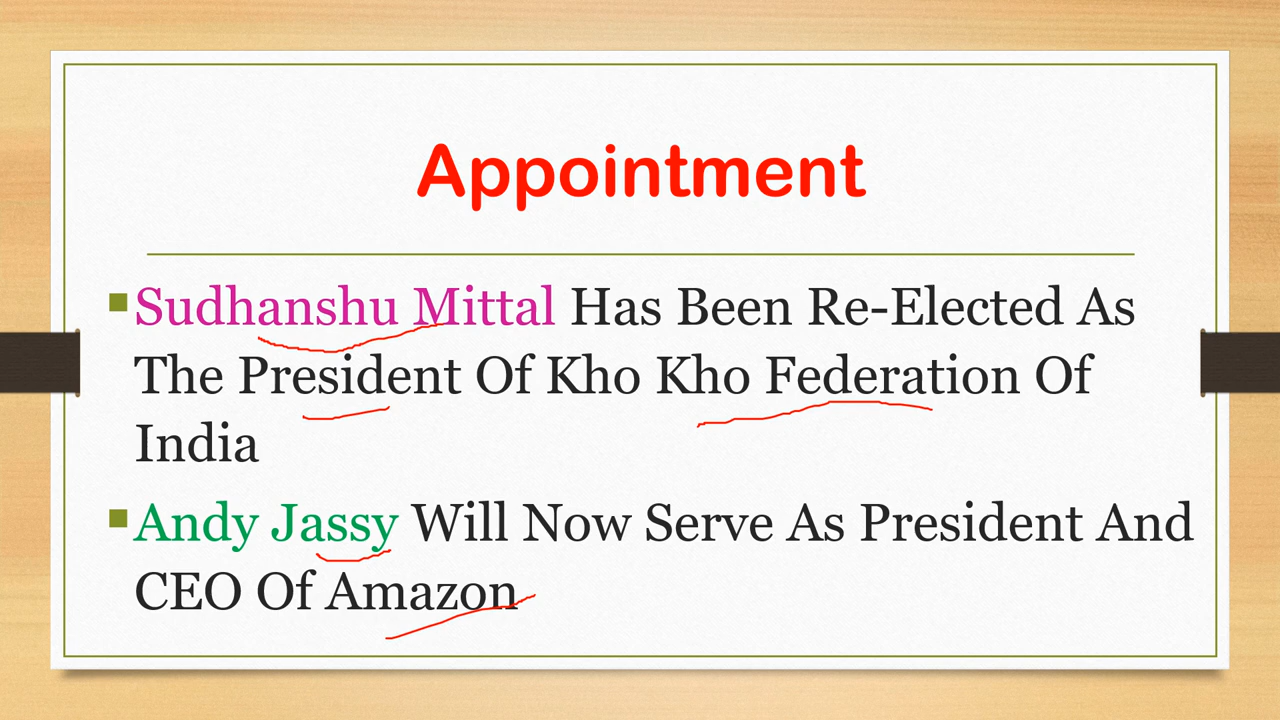 Appointment
Sudhanshu Mittal Has Been Re-Elected As
The President Of Kho Kho Federation Of
India
Andy Jassy Will Now Serve As President And
CEO Of Amazon